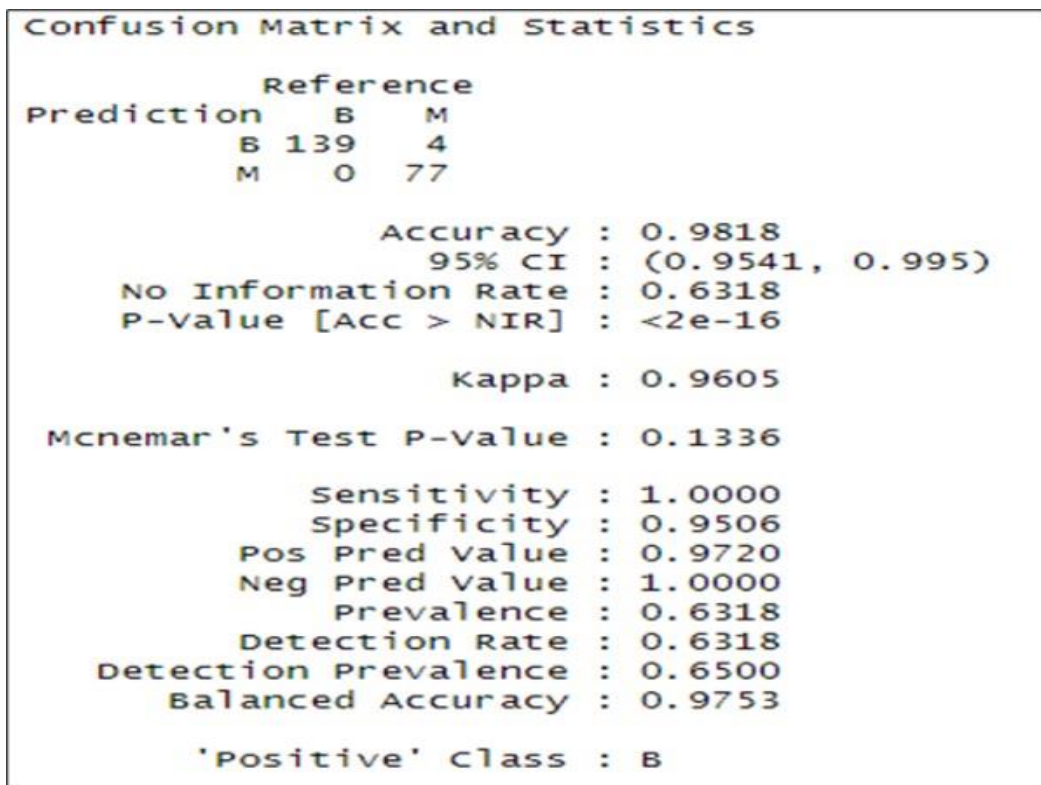 Confusion Matrix and Statistics
Reference
Prediction B M
B 139 4
M 0 77
Accuracy : 0.9818
95% CI : (0.9541, 0.995)
No Information Rate : 0.6318
P-Value [Acc > NIR] : <2e-16
Kappa : 0.9605
Mcnemar's Test P-Value : 0.1336
Sensitivity : 1.0000
Specificity : 0.9506
Pos Pred Value : 0.9720
Neg Pred Value : 1.0000
Prevalence : 0.6318
Detection Rate : 0.6318
Detection Prevalence : 0.6500
Balanced Accuracy : 0.9753
'Positive' Class : B